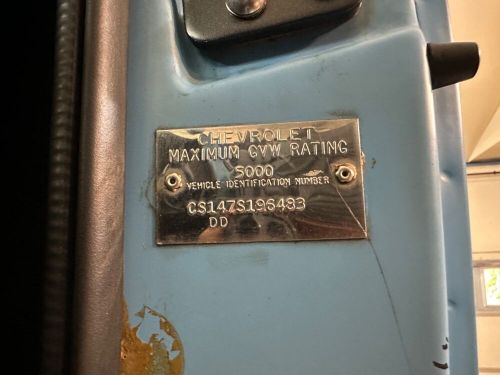 CHEVROLET
MAXIMUM GVW RATING
5000
VEHICLE IDENTIFICATION NUMBER
CS147S196483
DD